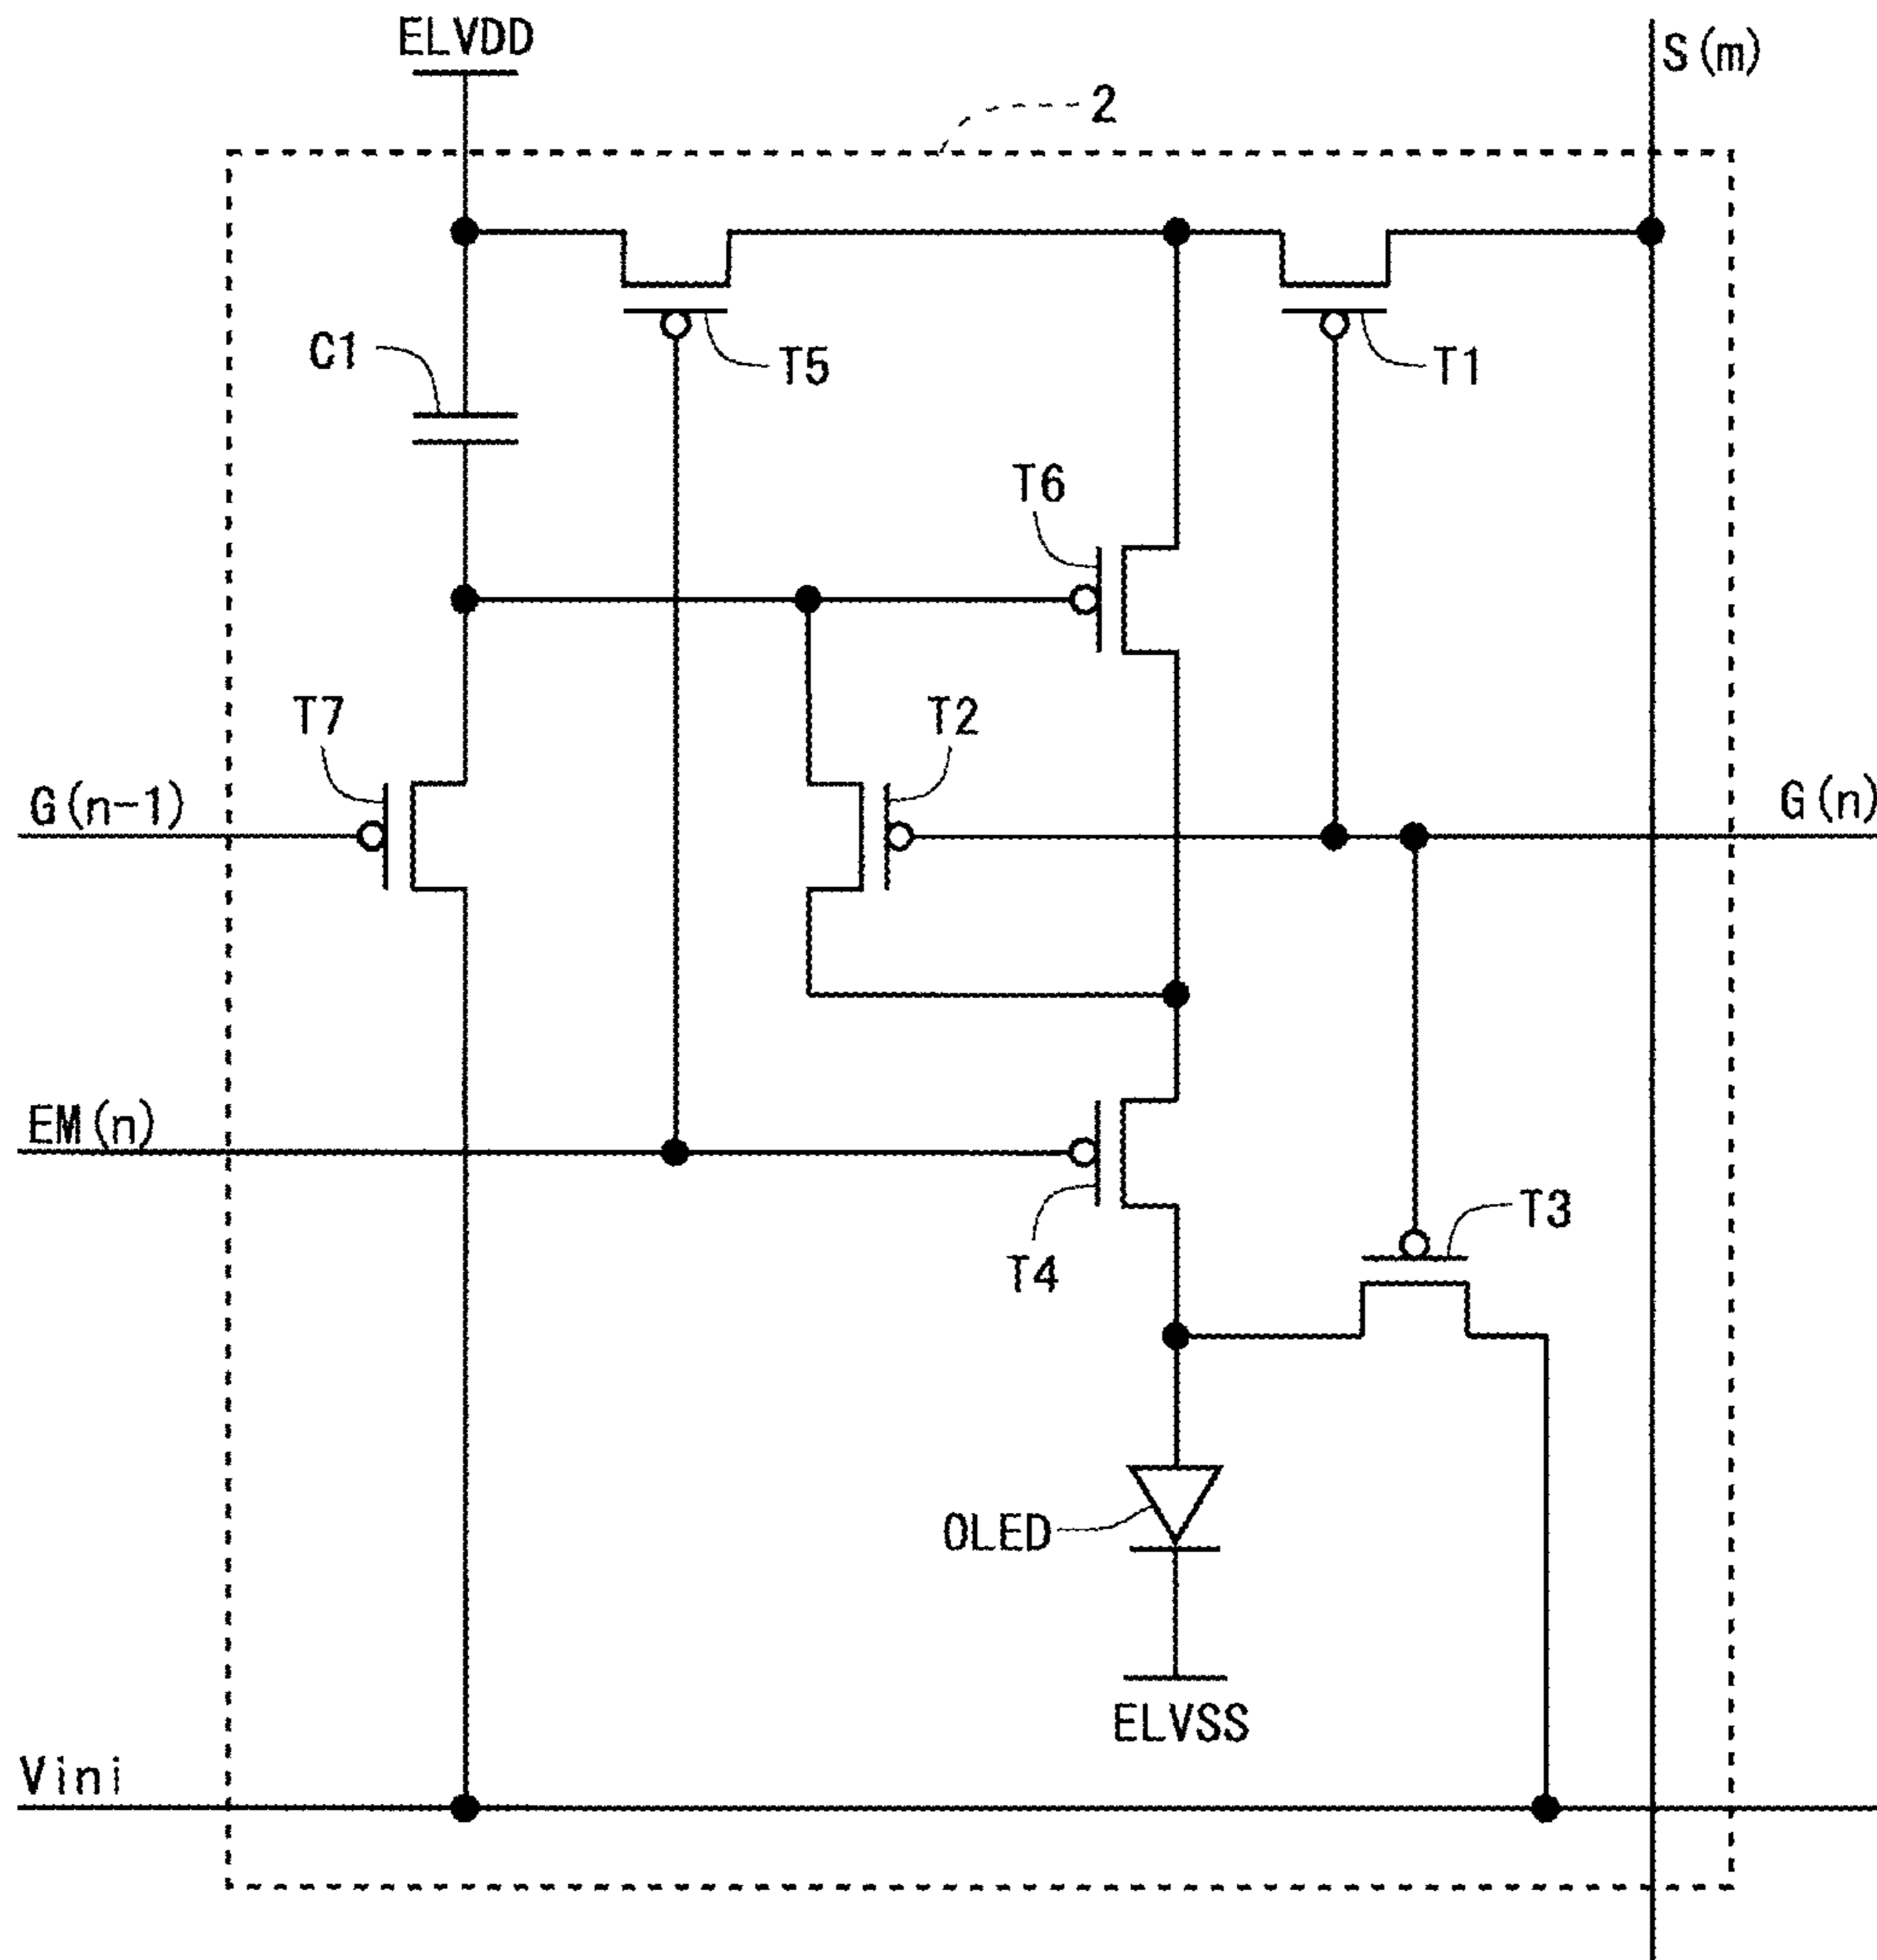 ELVDD
S(m)
2
C1
T5
T1
T6
T7
T2
G(n-1)
G(n)
EM(n)
T3
T4
OLED
ELVSS
Vini